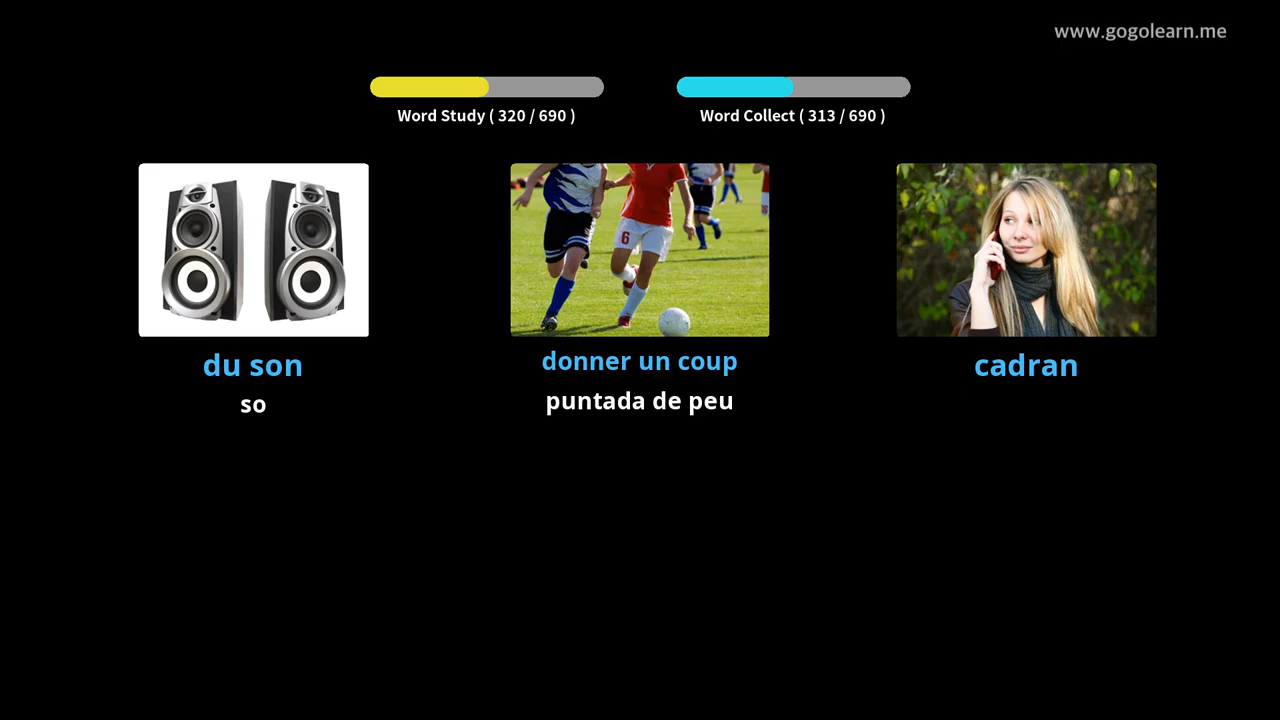 www.gogolearn.me
Word Study ( 320 / 690 )
Word Collect ( 313 / 690 )
du son
so
donner un coup
puntada de peu
cadran
6